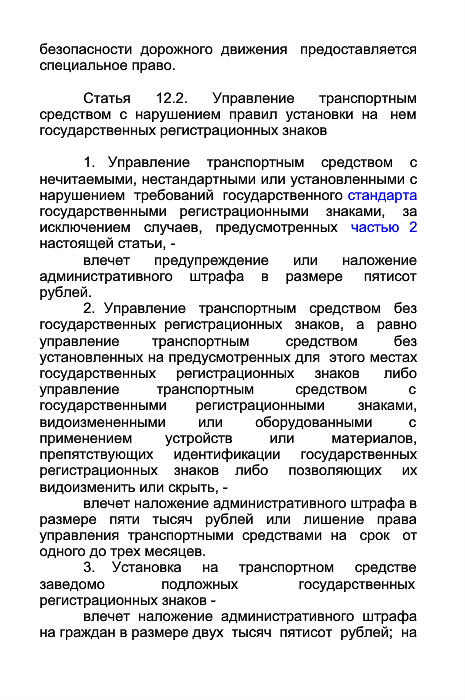 безопасности дорожного движения предоставляется
специальное право.
Статья 12.2. Управление транспортным
средством с нарушением правил установки на нем
государственных регистрационных знаков
1. Управление транспортным средством с
нечитаемыми, нестандартными или установленными с
нарушением требований государственного стандарта
государственными регистрационными знаками, за
исключением случаев, предусмотренных частью 2
настоящей статьи, -
влечет предупреждение или наложение
административного штрафа в размере пятисот
рублей.
2. Управление транспортным средством без
государственных регистрационных знаков, а равно
управление транспортным средством без
установленных на предусмотренных для этого местах
государственных регистрационных знаков либо
управление транспортным средством с
государственными регистрационными знаками,
видоизмененными или оборудованными с
применением устройств или материалов,
препятствующих идентификации государственных
регистрационных знаков либо позволяющих их
видоизменить или скрыть, -
влечет наложение административного штрафа в
размере пяти тысяч рублей или лишение права
управления транспортными средствами на срок от
одного до трех месяцев.
3. Установка на транспортном средстве
заведомо подложных государственных
регистрационных знаков -
влечет наложение административного штрафа
на граждан в размере двух тысяч пятисот рублей; на